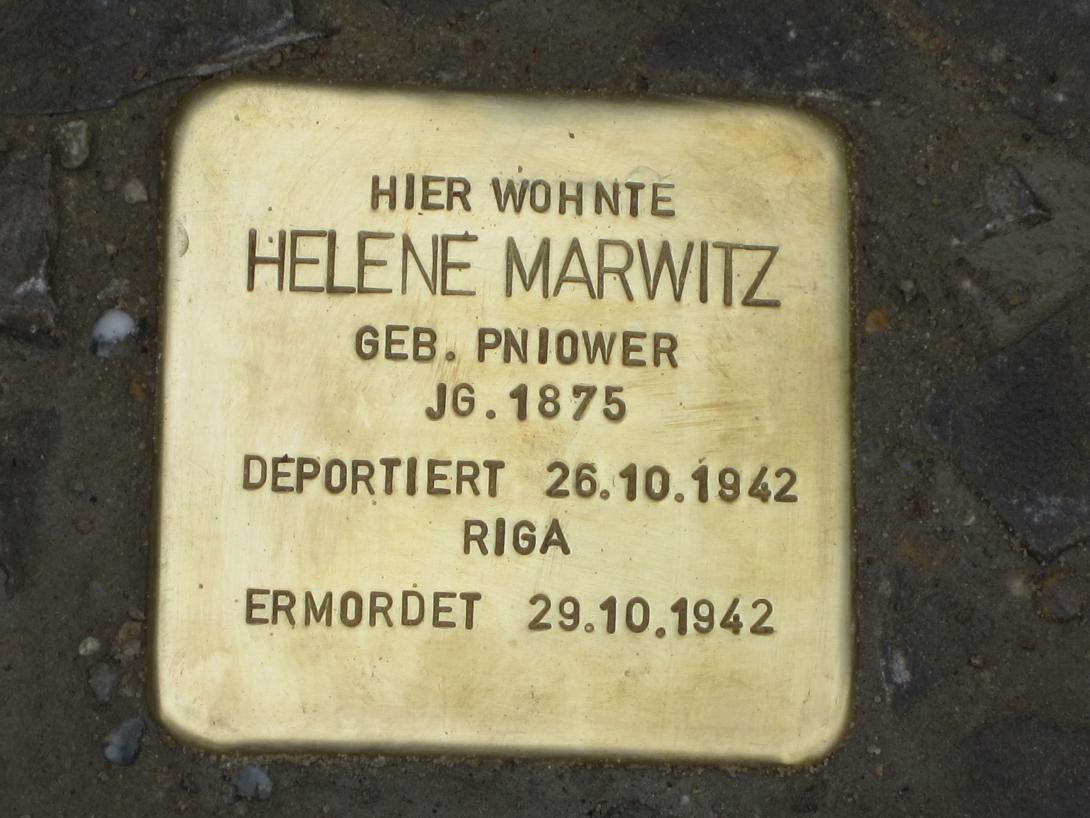 HIER WOHNTE
HELENE MARWITZ
GEB. PNIOWER
JG. 1875
DEPORTIERT 26.10.1942
RIGA
ERMORDET 29.10.1942